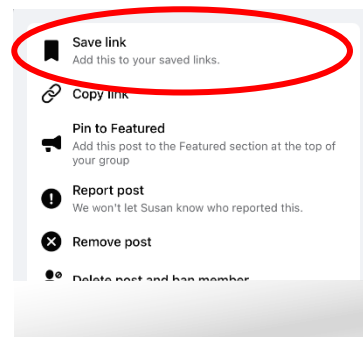 Save link
Add this to your saved links.
Copy link
Pin to Featured
Add this post to the Featured section at the top of
your group
Report post
We won't let Susan know who reported this.
Remove post
Delete post and ban member